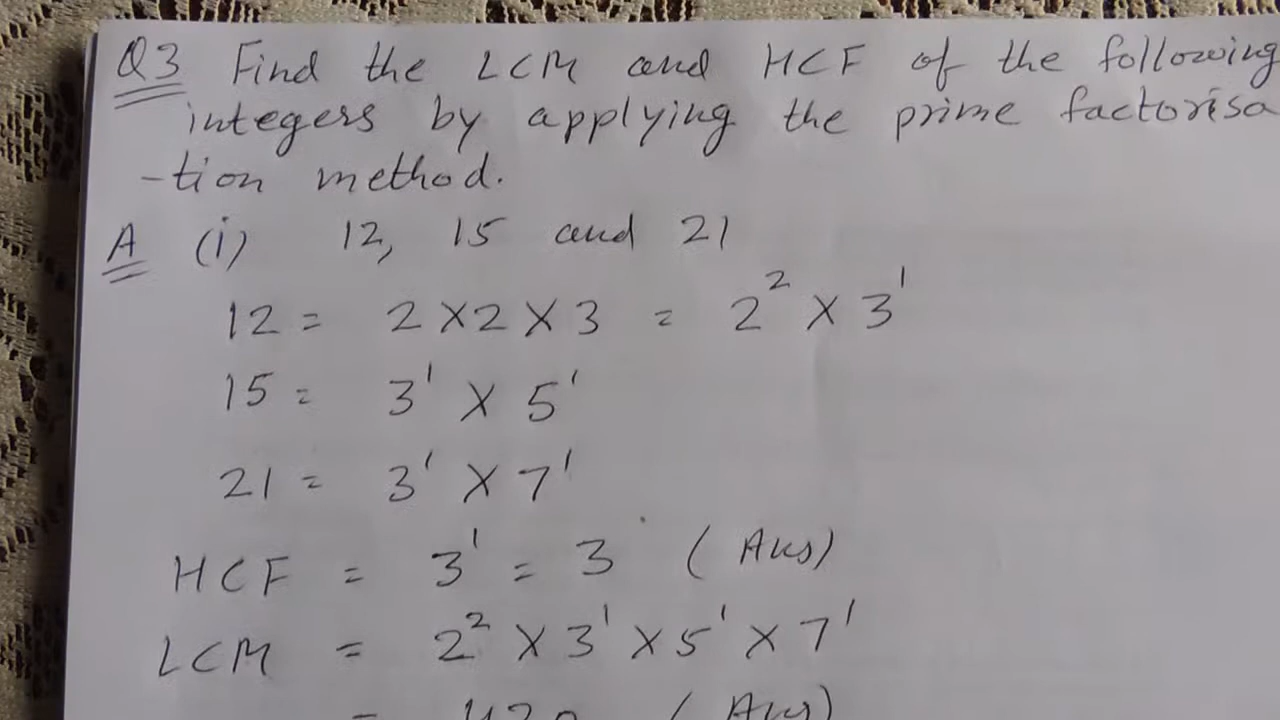 Q3 Find the LCM and HCF of the following
integers by applying the prime factorisa
-tion method.
A (i) 12, 15 and 21
12 = 2 × 2 × 3 = 2² × 3¹
15 = 3¹ × 5¹
21 = 3¹ × 7¹
HCF = 3¹ = 3 (Ans)
LCM = 2² × 3¹ × 5¹ × 7¹
= 420 (Ans)